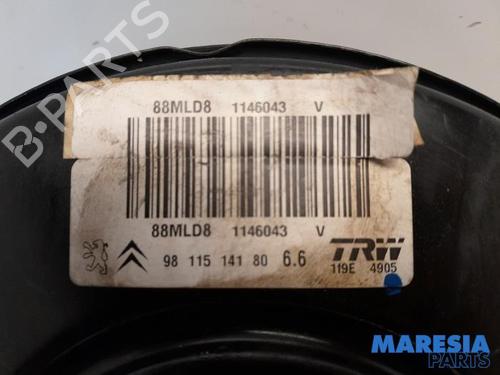 88MLD8 1146043 V
88MLD8 1146043 V
98 115 141 80 6.6
TRW
119E 4905
B-PARTS
MARESIA
PARTS